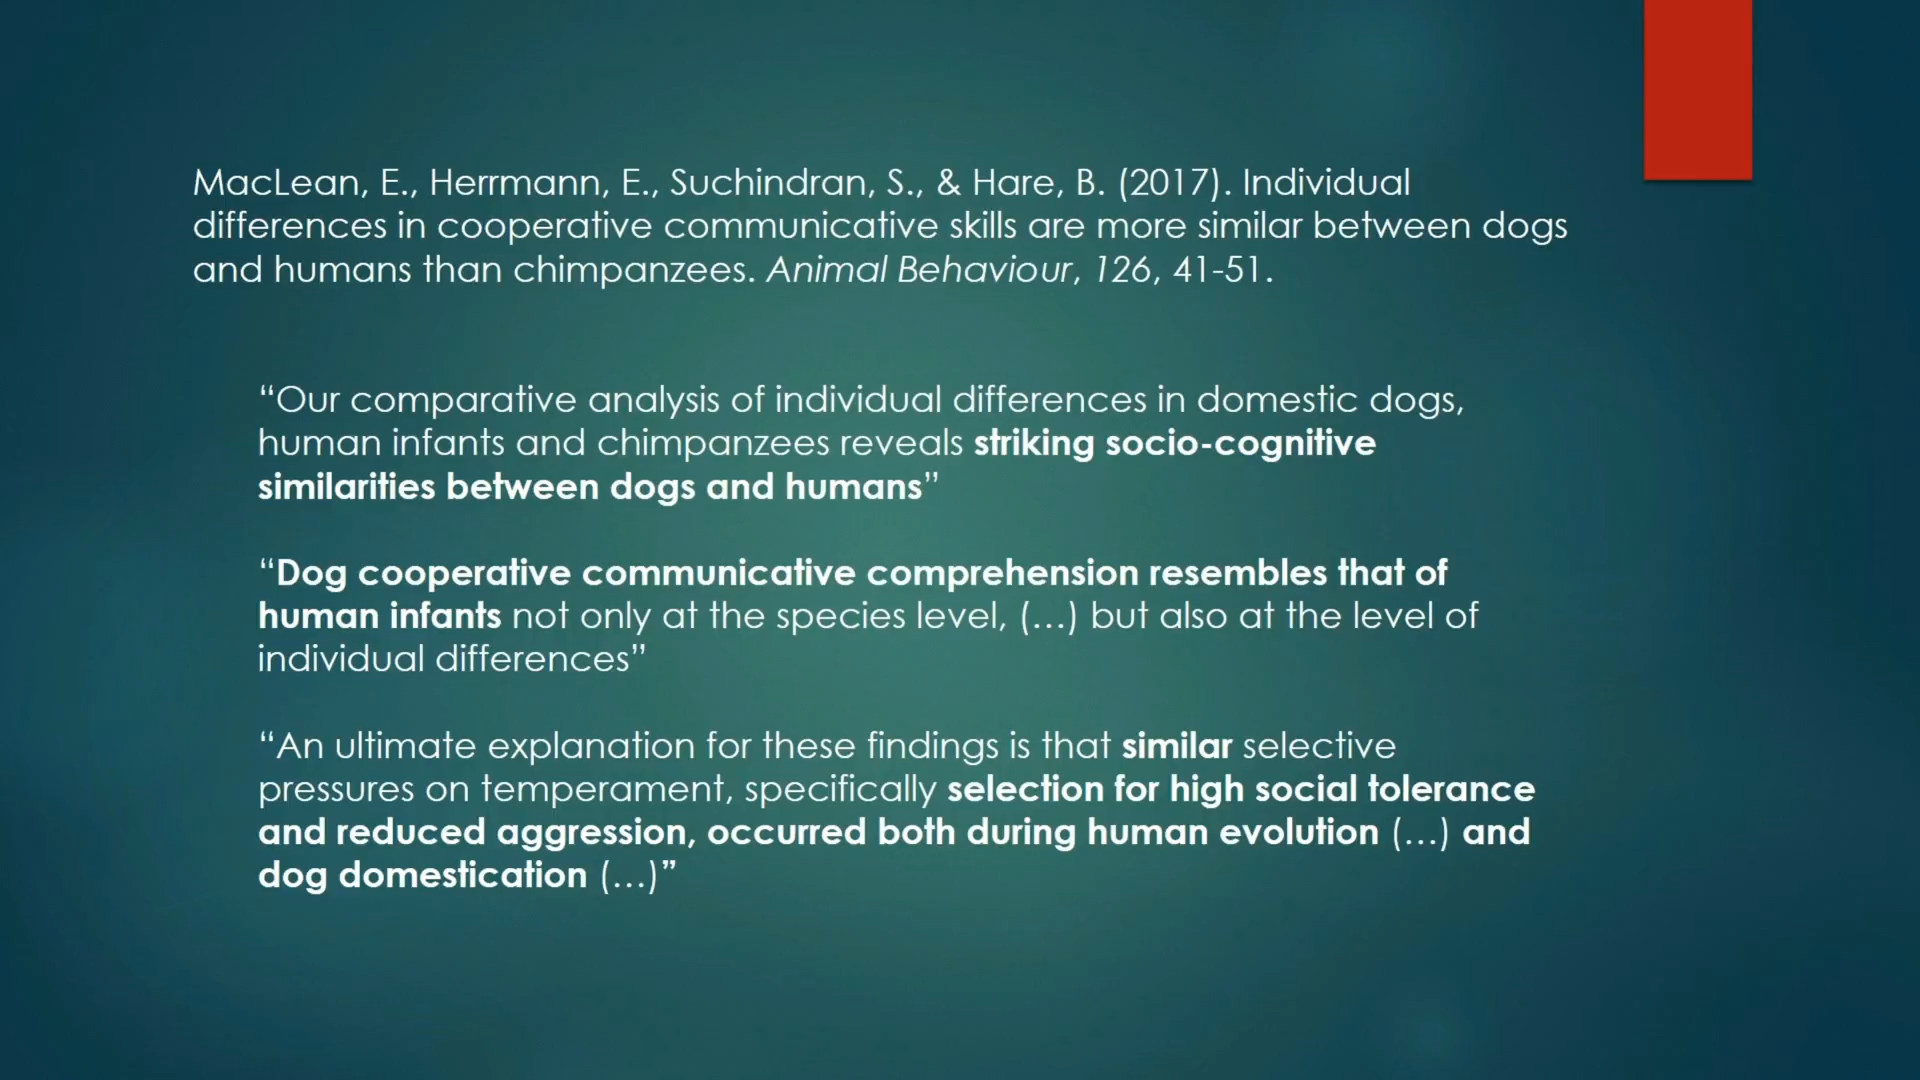 MacLean, E., Herrmann, E., Suchindran, S., & Hare, B. (2017). Individual
differences in cooperative communicative skills are more similar between dogs
and humans than chimpanzees. Animal Behaviour, 126, 41-51.
“Our comparative analysis of individual differences in domestic dogs,
human infants and chimpanzees reveals striking socio-cognitive
similarities between dogs and humans”
“Dog cooperative communicative comprehension resembles that of
human infants not only at the species level, (…) but also at the level of
individual differences”
“An ultimate explanation for these findings is that similar selective
pressures on temperament, specifically selection for high social tolerance
and reduced aggression, occurred both during human evolution (…) and
dog domestication (…)”